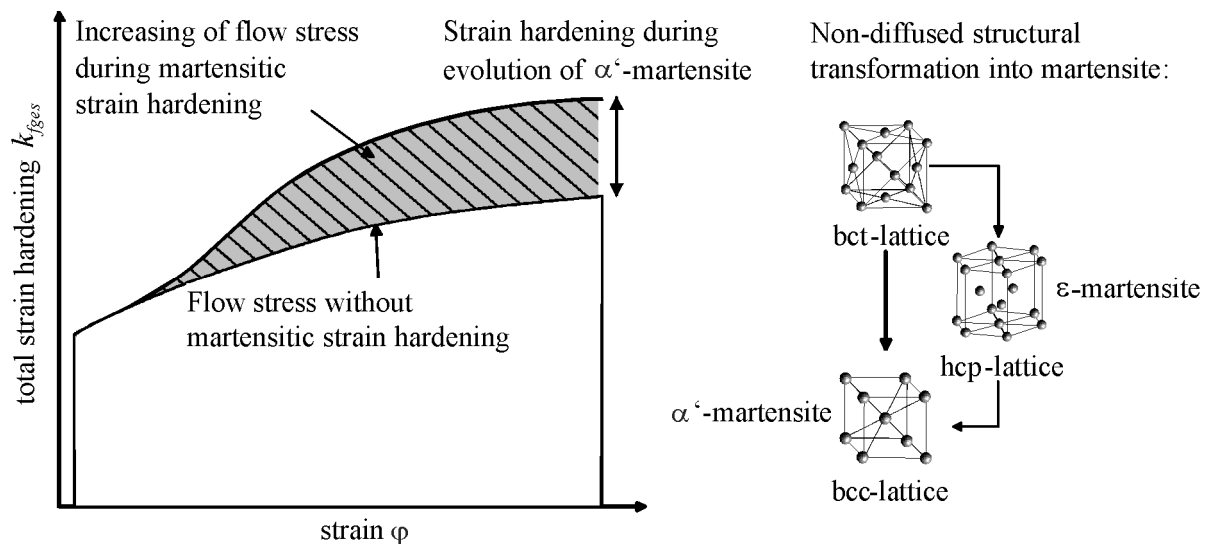 Increasing of flow stress
during martensitic
strain hardening
Strain hardening during
evolution of α‘-martensite
Non-diffused structural
transformation into martensite:
total strain hardening kfges
bct-lattice
ε-martensite
Flow stress without
martensitic strain hardening
hcp-lattice
α‘-martensite
bcc-lattice
strain φ